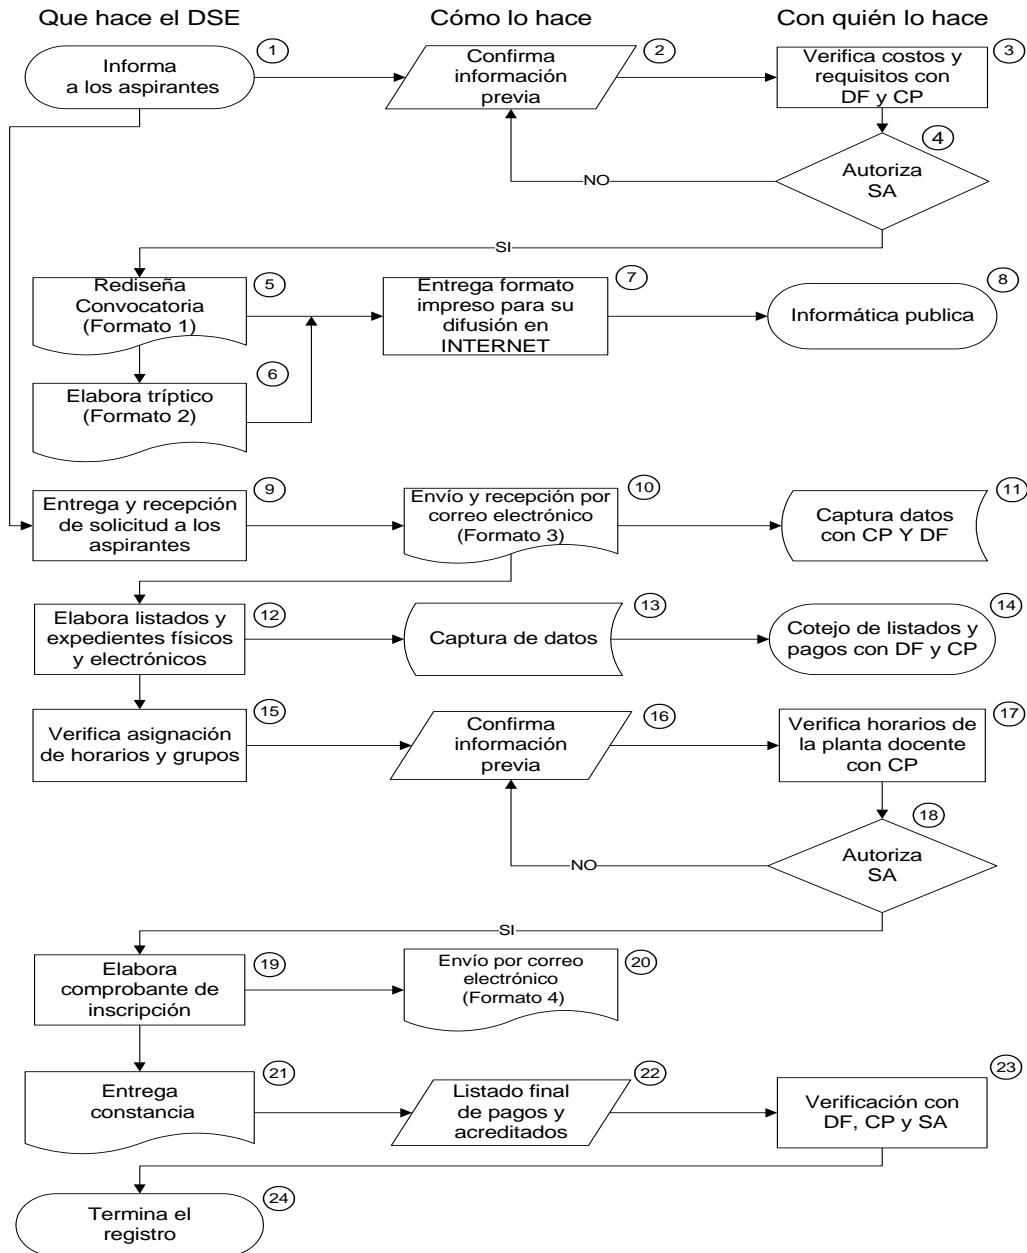 Que hace el DSE
Cómo lo hace
Con quién lo hace
Informa
a los aspirantes
1
Confirma
información
previa
2
Verifica costos y
requisitos con
DF y CP
3
4
Autoriza
SA
NO
SI
Rediseña
Convocatoria
(Formato 1)
5
Entrega formato
impreso para su
difusión en
INTERNET
7
Informática publica
8
Elabora tríptico
(Formato 2)
6
Entrega y recepción
de solicitud a los
aspirantes
9
Envío y recepción por
correo electrónico
(Formato 3)
10
Captura datos
con CP Y DF
11
Elabora listados y
expedientes físicos
y electrónicos
12
Captura de datos
13
Cotejo de listados y
pagos con DF y CP
14
Verifica asignación
de horarios y grupos
15
Confirma
información
previa
16
Verifica horarios de
la planta docente
con CP
17
18
Autoriza
SA
NO
SI
Elabora
comprobante de
inscripción
19
Envío por correo
electrónico
(Formato 4)
20
Entrega
constancia
21
Listado final
de pagos y
acreditados
22
Verificación con
DF, CP y SA
23
Termina el
registro
24